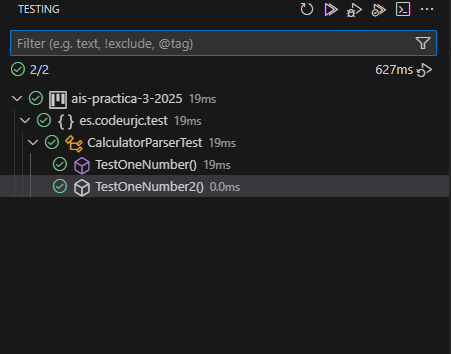 TESTING
Filter (e.g. text, !exclude, @tag)
2/2 627ms
ais-practica-3-2025 19ms
{ } es.codeurjc.test 19ms
CalculatorParserTest 19ms
TestOneNumber() 19ms
TestOneNumber2() 0.0ms